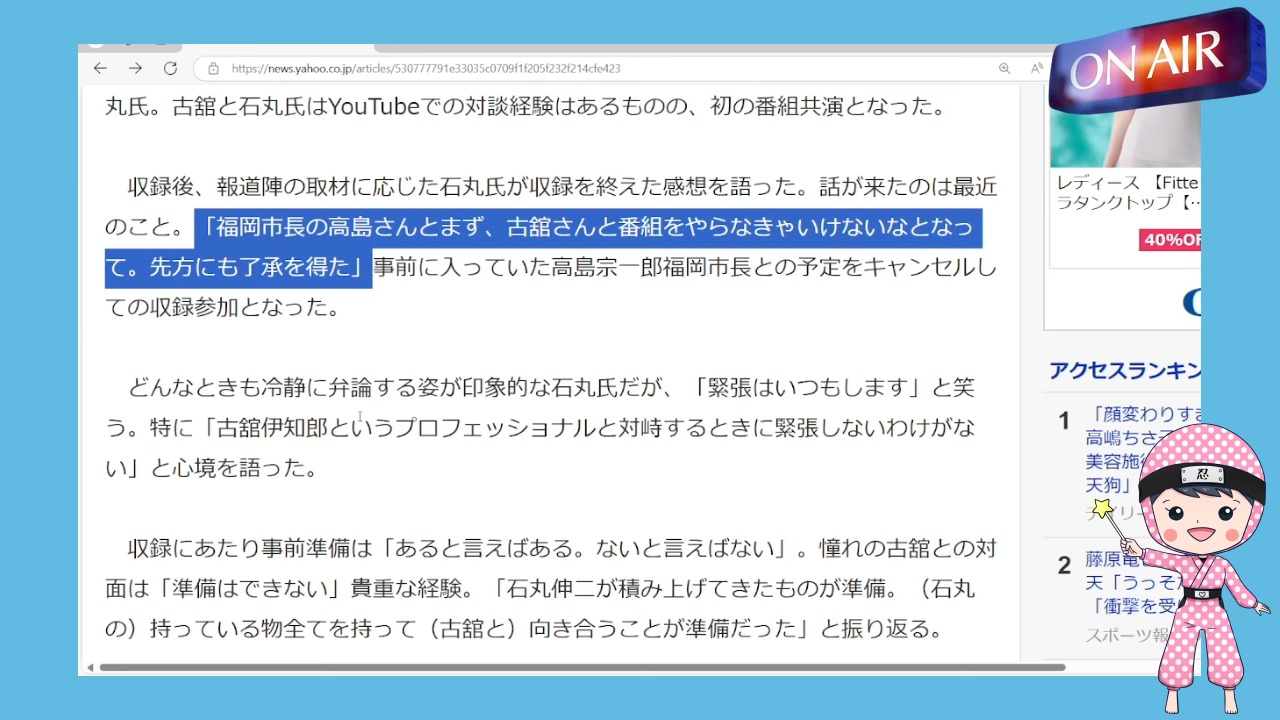 ON AIR
https://news.yahoo.co.jp/articles/530777791e33035c0709f1f205f232f214cfe423
丸氏。古舘と石丸氏はYouTubeでの対談経験はあるものの、初の番組共演となった。
収録後、報道陣の取材に応じた石丸氏が収録を終えた感想を語った。話が来たのは最近
のこと。「福岡市長の高島さんとまず、古舘さんと番組をやらなきゃいけないなとなっ
て。先方にも了承を得た」事前に入っていた高島宗一郎福岡市長との予定をキャンセルし
ての収録参加となった。
どんなときも冷静に弁論する姿が印象的な石丸氏だが、「緊張はいつもします」と笑
う。特に「古舘伊知郎というプロフェッショナルと対峙するときに緊張しないわけがな
い」と心境を語った。
収録にあたり事前準備は「あると言えばある。ないと言えばない」。憧れの古舘との対
面は「準備はできない」貴重な経験。「石丸伸二が積み上げてきたものが準備。（石丸
の）持っている物全てを持って（古舘と）向き合うことが準備だった」と振り返る。
レディース 【Fitte
ラタンクトップ【…
40%OF
アクセスランキン
1
「顔変わりすぎ
高嶋ちさ子
美容施
天狗」
2
藤原竜
天「うっそ
「衝撃を受
スポーツ報
忍